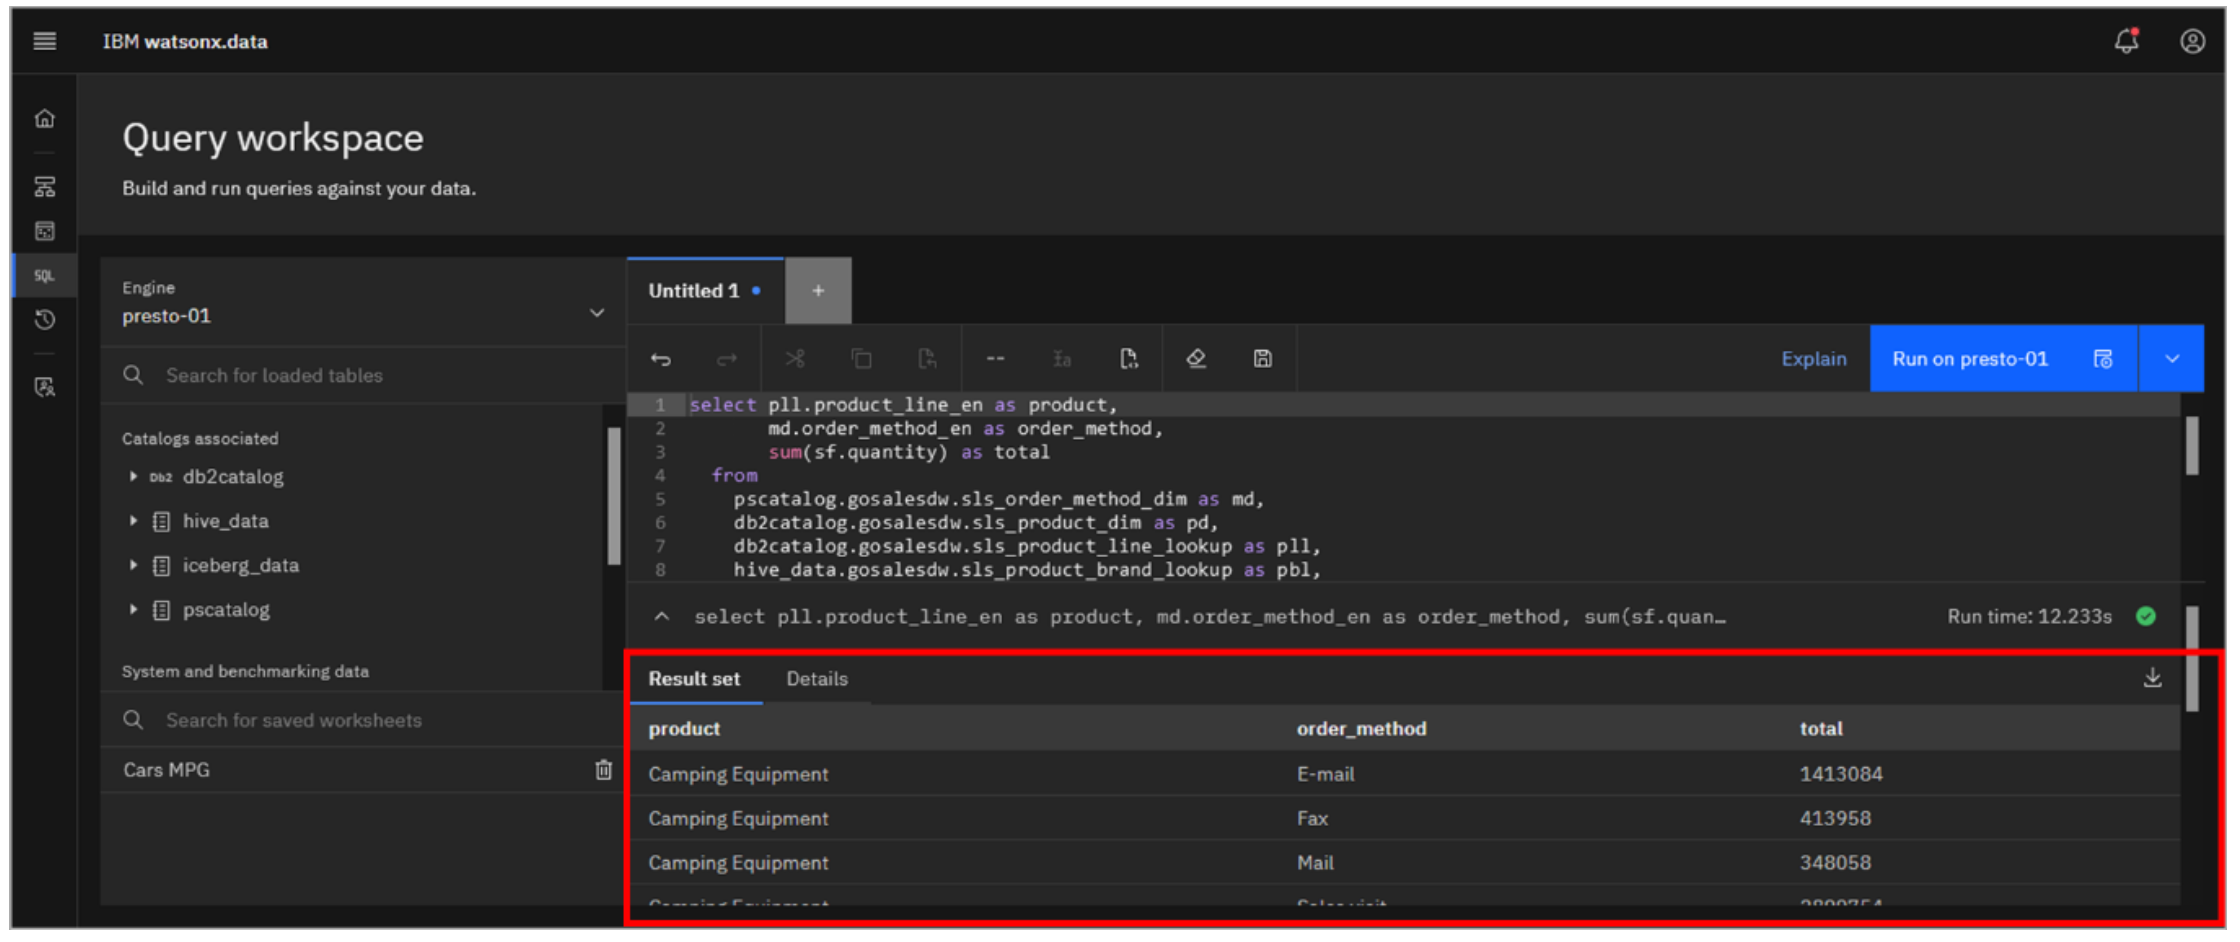 IBM watsonx.data
Query workspace
Build and run queries against your data.
SQL
Engine
presto-01
Search for loaded tables
Catalogs associated
Db2 db2catalog
hive_data
iceberg_data
pscatalog
System and benchmarking data
Search for saved worksheets
Cars MPG
Untitled 1
+
Explain
Run on presto-01
1 select pll.product_line_en as product,
2 md.order_method_en as order_method,
3 sum(sf.quantity) as total
4 from
5 pscatalog.gosalesdw.sls_order_method_dim as md,
6 db2catalog.gosalesdw.sls_product_dim as pd,
7 db2catalog.gosalesdw.sls_product_line_lookup as pll,
8 hive_data.gosalesdw.sls_product_brand_lookup as pbl,
select pll.product_line_en as product, md.order_method_en as order_method, sum(sf.quan…
Run time: 12.233s
Result set Details
product order_method total
Camping Equipment E-mail 1413084
Camping Equipment Fax 413958
Camping Equipment Mail 348058
Camping Equipment Sales visit